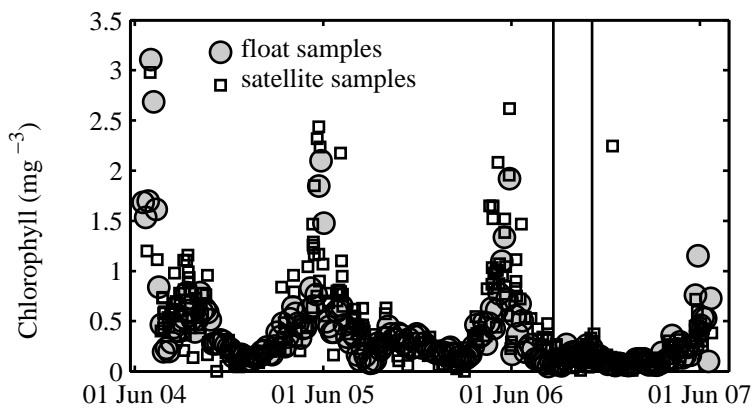 3.5
3
2.5
2
1.5
1
0.5
0
Chlorophyll (mg⁻³)
float samples
satellite samples
01 Jun 04 01 Jun 05 01 Jun 06 01 Jun 07